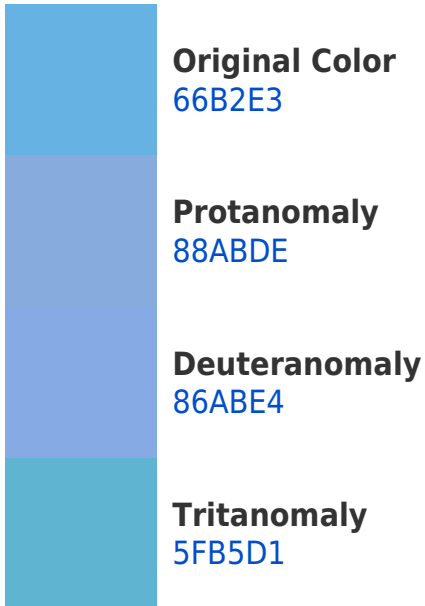 Original Color
66B2E3
Protanomaly
88ABDE
Deuteranomaly
86ABE4
Tritanomaly
5FB5D1